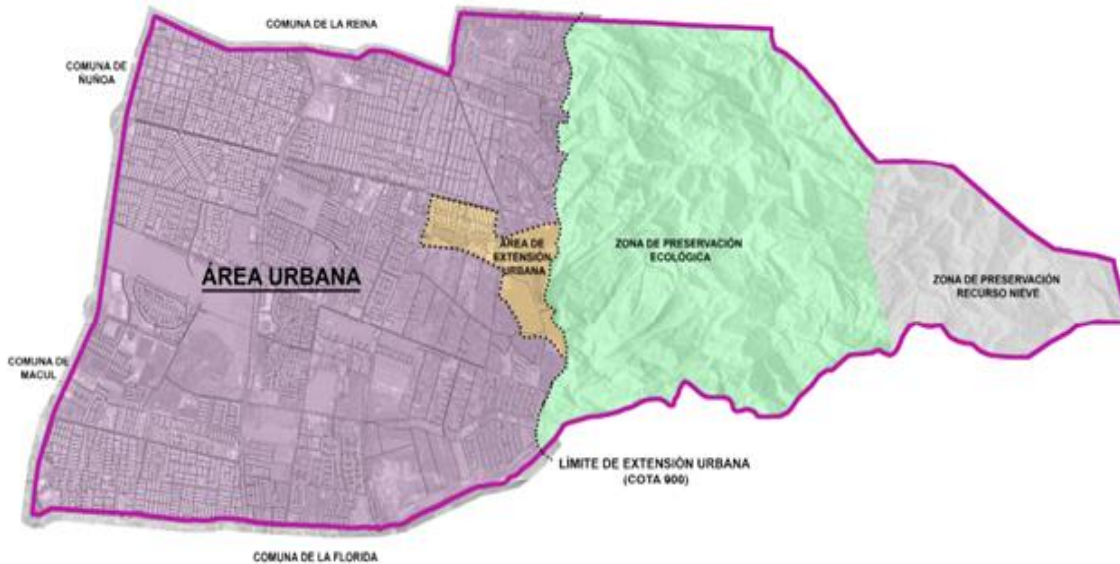 COMUNA DE LA REINA
COMUNA DE
ÑUÑOA
ÁREA DE
EXTENSIÓN
URBANA
ZONA DE PRESERVACIÓN
ECOLÓGICA
ÁREA URBANA
ZONA DE PRESERVACIÓN
RECURSO NIEVE
COMUNA DE
MACUL
LÍMITE DE EXTENSIÓN URBANA
(COTA 900)
COMUNA DE LA FLORIDA